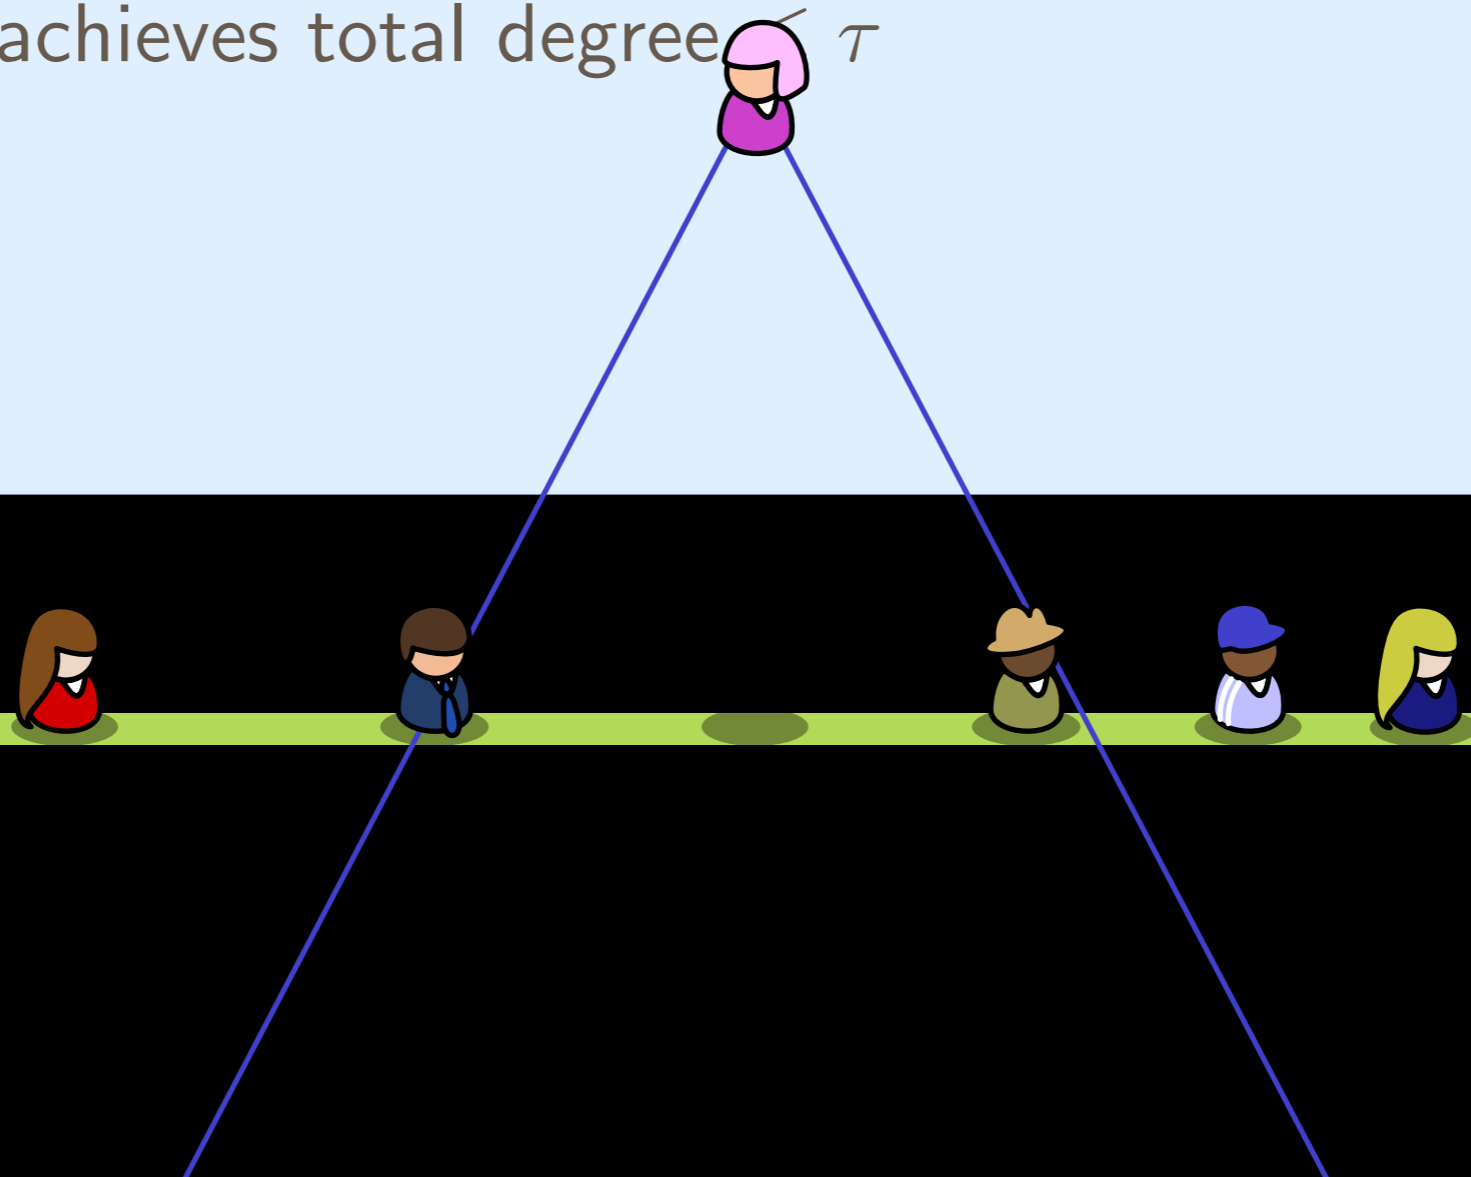 achieves total degree τ